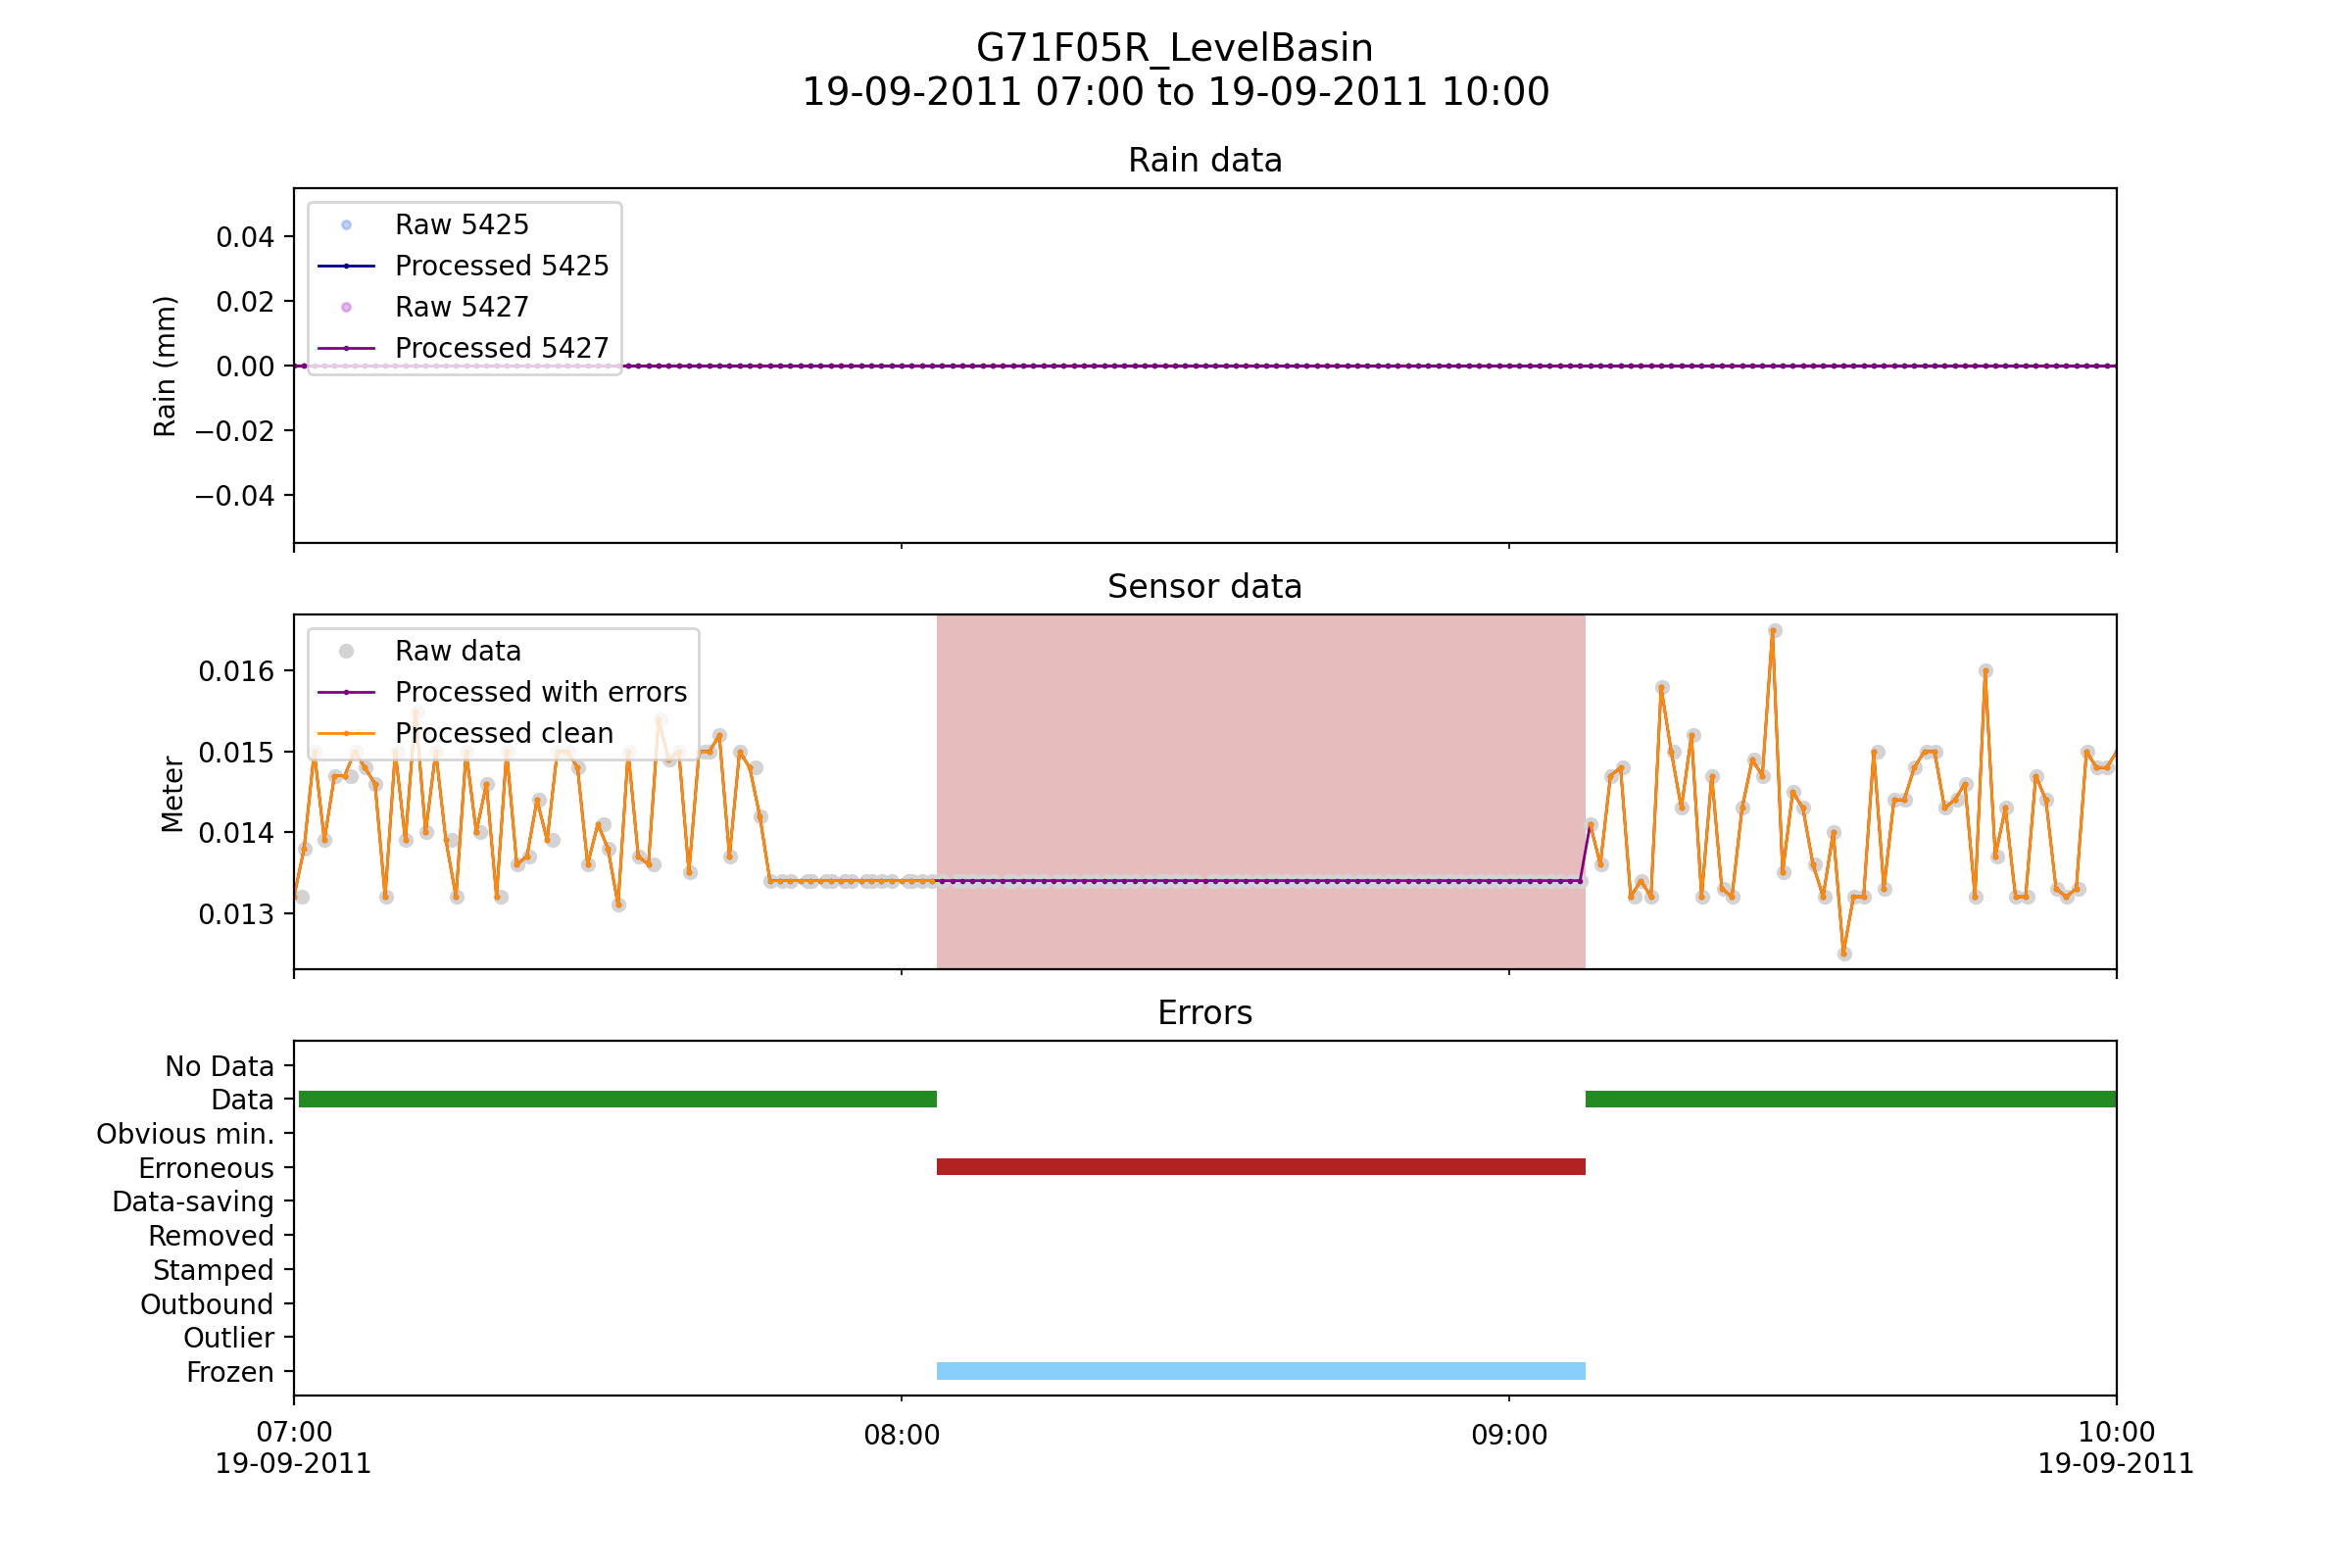 G71F05R_LevelBasin
19-09-2011 07:00 to 19-09-2011 10:00
Rain data
Rain (mm)
0.04
0.02
0.00
−0.02
−0.04
Raw 5425
Processed 5425
Raw 5427
Processed 5427
Sensor data
Meter
0.016
0.015
0.014
0.013
Raw data
Processed with errors
Processed clean
Errors
No Data
Data
Obvious min.
Erroneous
Data-saving
Removed
Stamped
Outbound
Outlier
Frozen
07:00
19-09-2011
08:00
09:00
10:00
19-09-2011